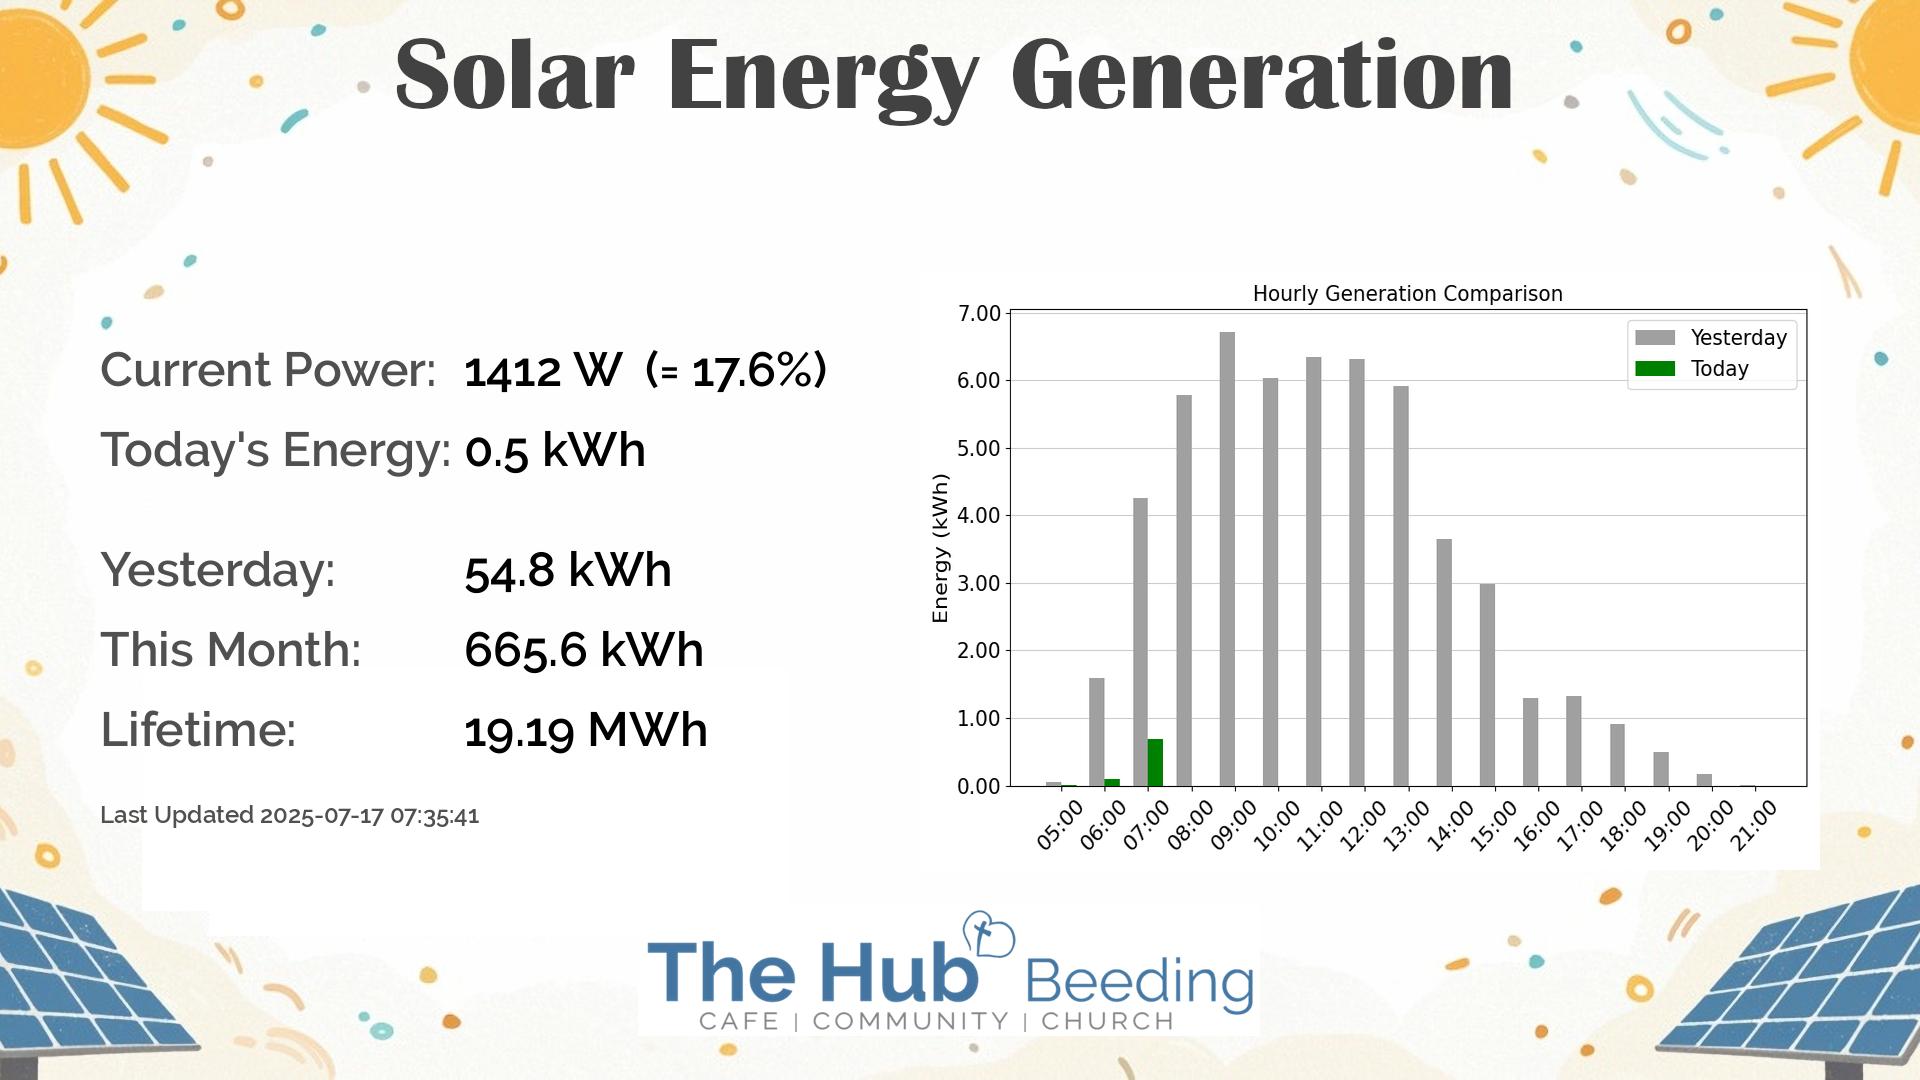 Solar Energy Generation
Current Power: 1412 W (= 17.6%)
Today's Energy: 0.5 kWh
Yesterday: 54.8 kWh
This Month: 665.6 kWh
Lifetime: 19.19 MWh
Last Updated 2025-07-17 07:35:41
Hourly Generation Comparison
Yesterday
Today
Energy (kWh)
7.00
6.00
5.00
4.00
3.00
2.00
1.00
0.00
05:00 06:00 07:00 08:00 09:00 10:00 11:00 12:00 13:00 14:00 15:00 16:00 17:00 18:00 19:00 20:00 21:00
The Hub Beeding
CAFE | COMMUNITY | CHURCH